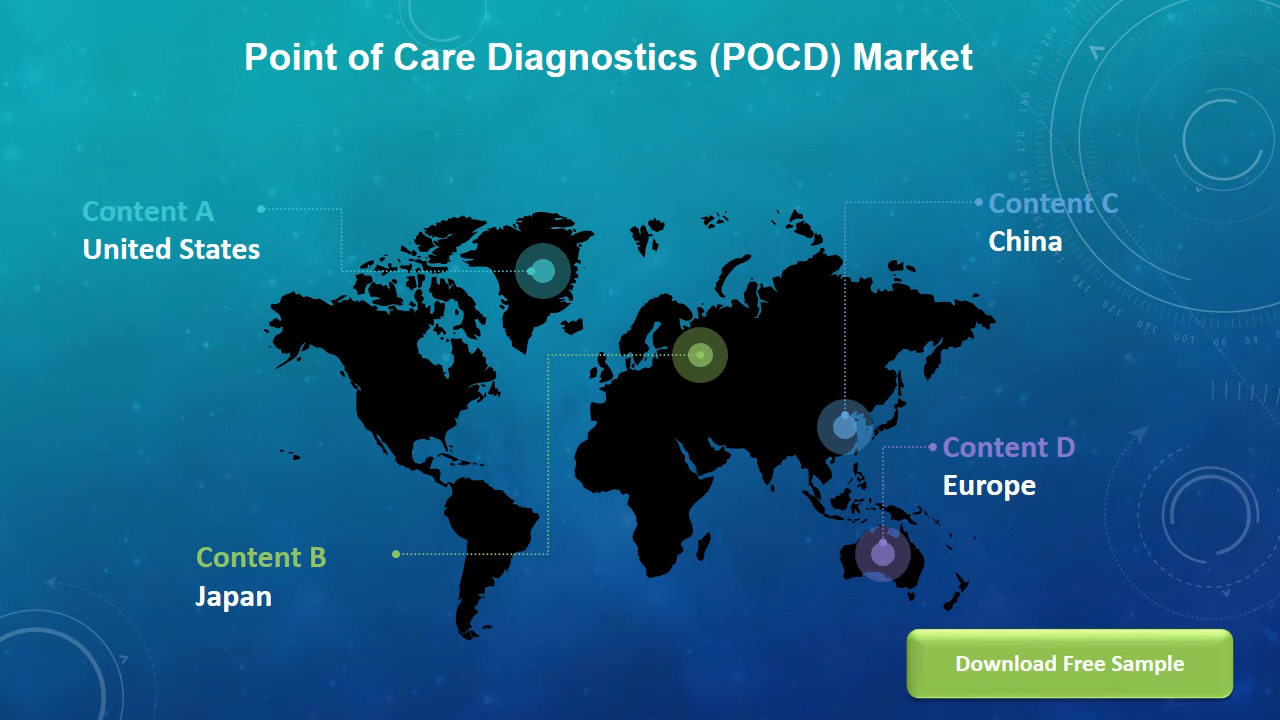 Point of Care Diagnostics (POCD) Market
Content A
United States
Content C
China
Content D
Europe
Content B
Japan
Download Free Sample